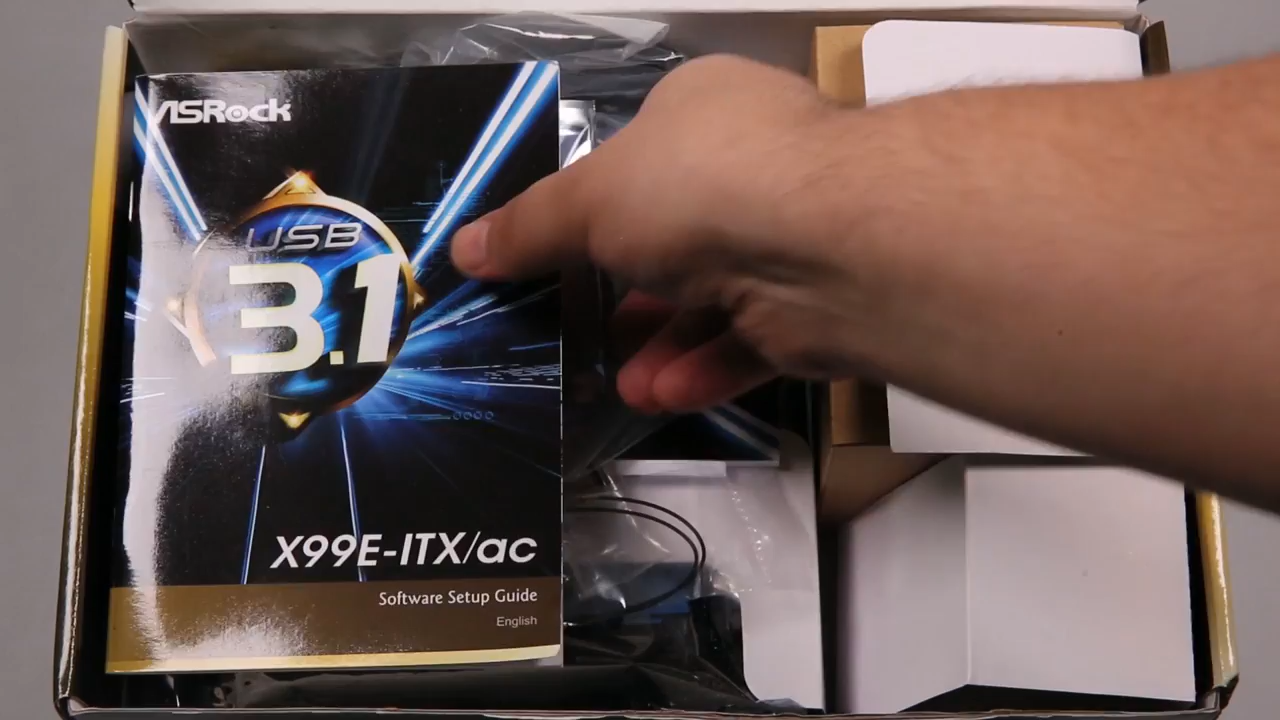 ASRock
USB
3.1
X99E-ITX/ac
Software Setup Guide
English